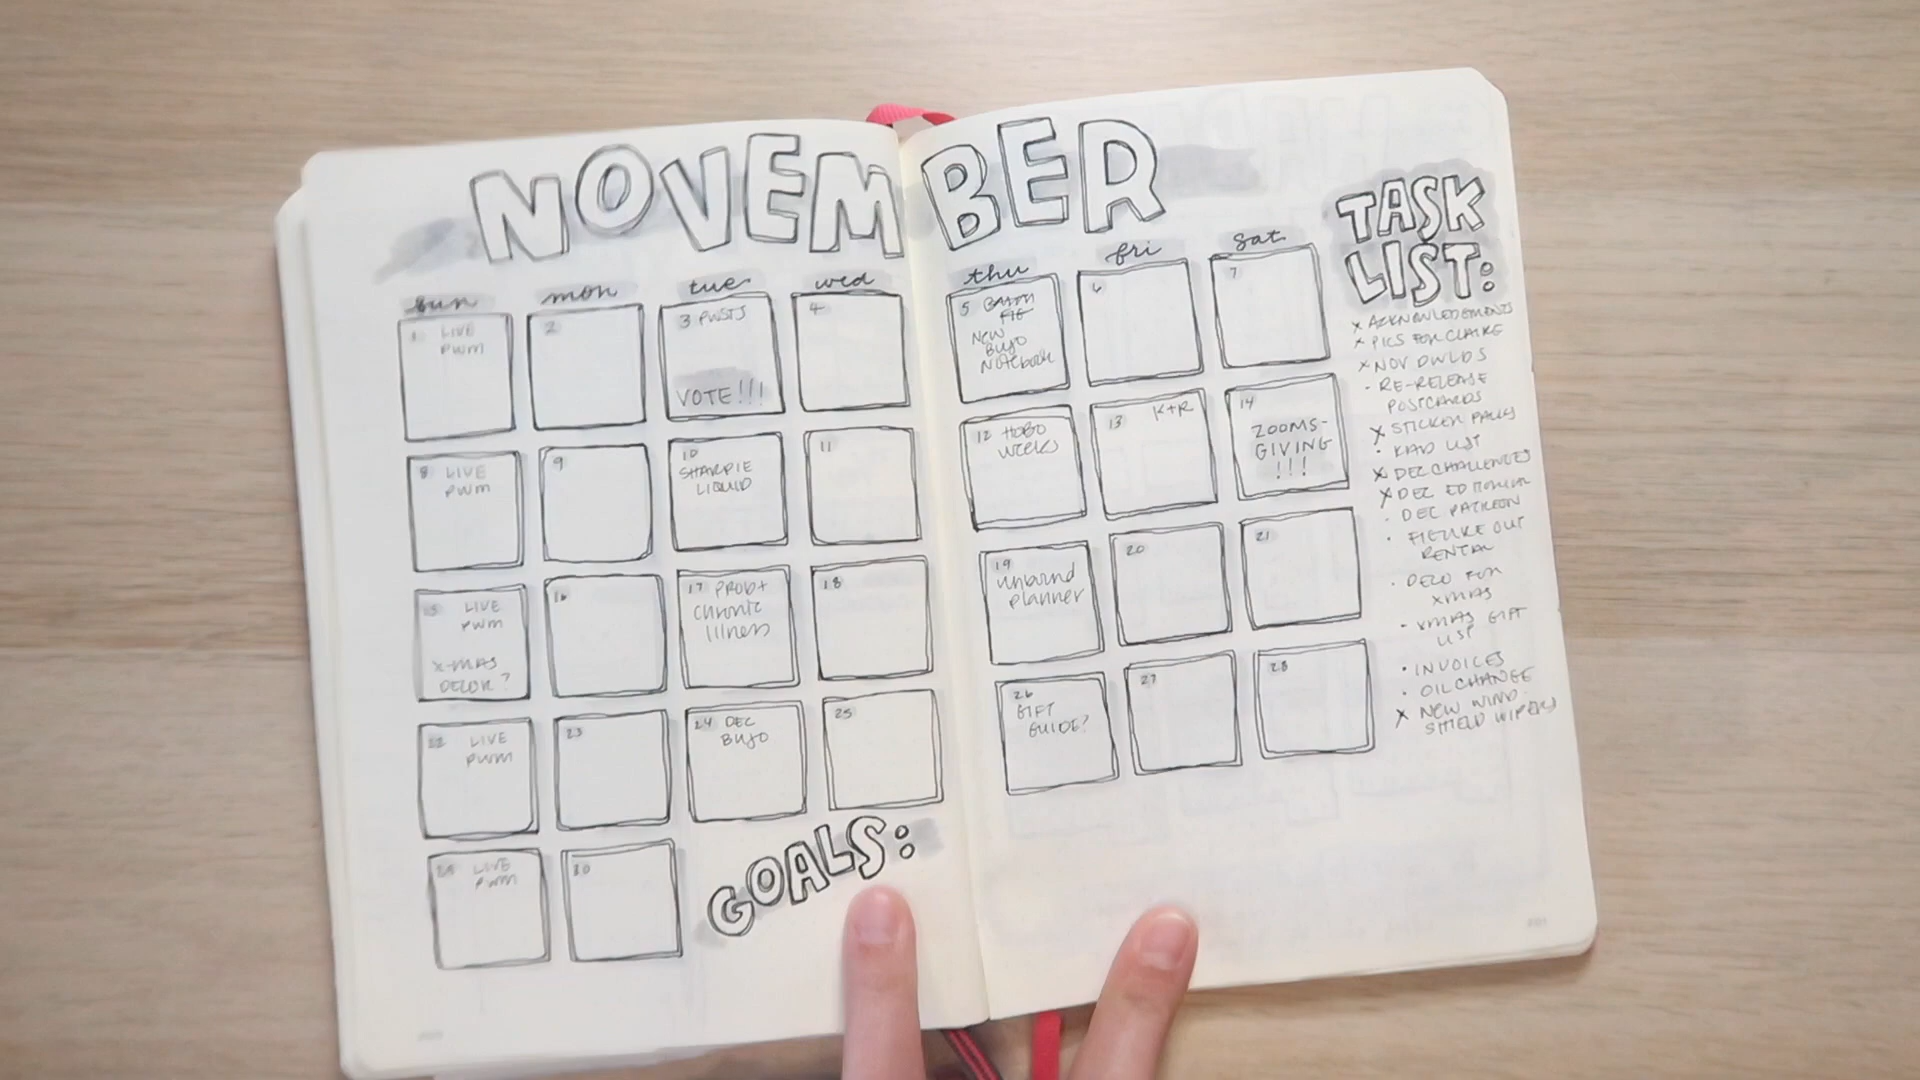 NOVEMBER
sun mon tue wed thu fri sat
1 LIVE
PWM
2
3 PWSTJ
VOTE!!!
4
5
NEW
BUJO
NOTEBOOK
6
7
8 LIVE
PWM
9
10
SHARPIE
LIQUID
11
12 HOBO
WEEKS
13 K+R
14
ZOOMS-
GIVING
!!!
15 LIVE
PWM
X-MAS
DECOR?
16
17 PROD+
Chronic
Illness
18
19
unbound
planner
20
21
22 LIVE
PWM
23
24 DEC
BUJO
25
26
GIFT
GUIDE?
27
28
29 LIVE
PWM
30
GOALS:
TASK
LIST:
x ACKNOWLEDGEMENTS
x PICS FOR CLAIRE
x NOV DWLDS
· RE-RELEASE
POSTCARDS
x STICKER
· LIST
x DEC CHALLENGES
x DEC EDITORIAL
· DEC PATREON
· FIGURE OUT
RENTAL
· DECO FOR
XMAS
· XMAS GIFT
LIST
· INVOICES
· OIL CHANGE
x NEW WIND-
SHIELD WIPERS